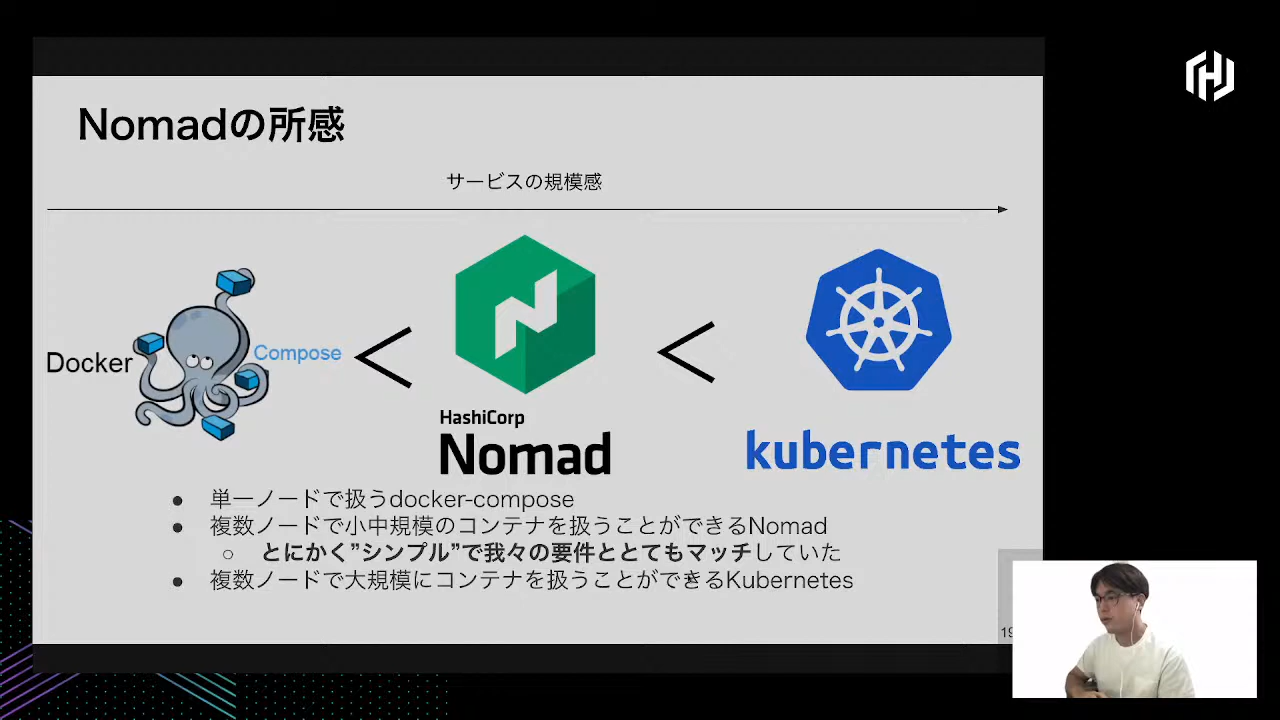 Nomadの所感
サービスの規模感
Docker
Compose
<
<
HashiCorp
Nomad
kubernetes
● 単一ノードで扱うdocker-compose
● 複数ノードで小中規模のコンテナを扱うことができるNomad
○ とにかく”シンプル”で我々の要件ととてもマッチしていた
● 複数ノードで大規模にコンテナを扱うことができるKubernetes
19